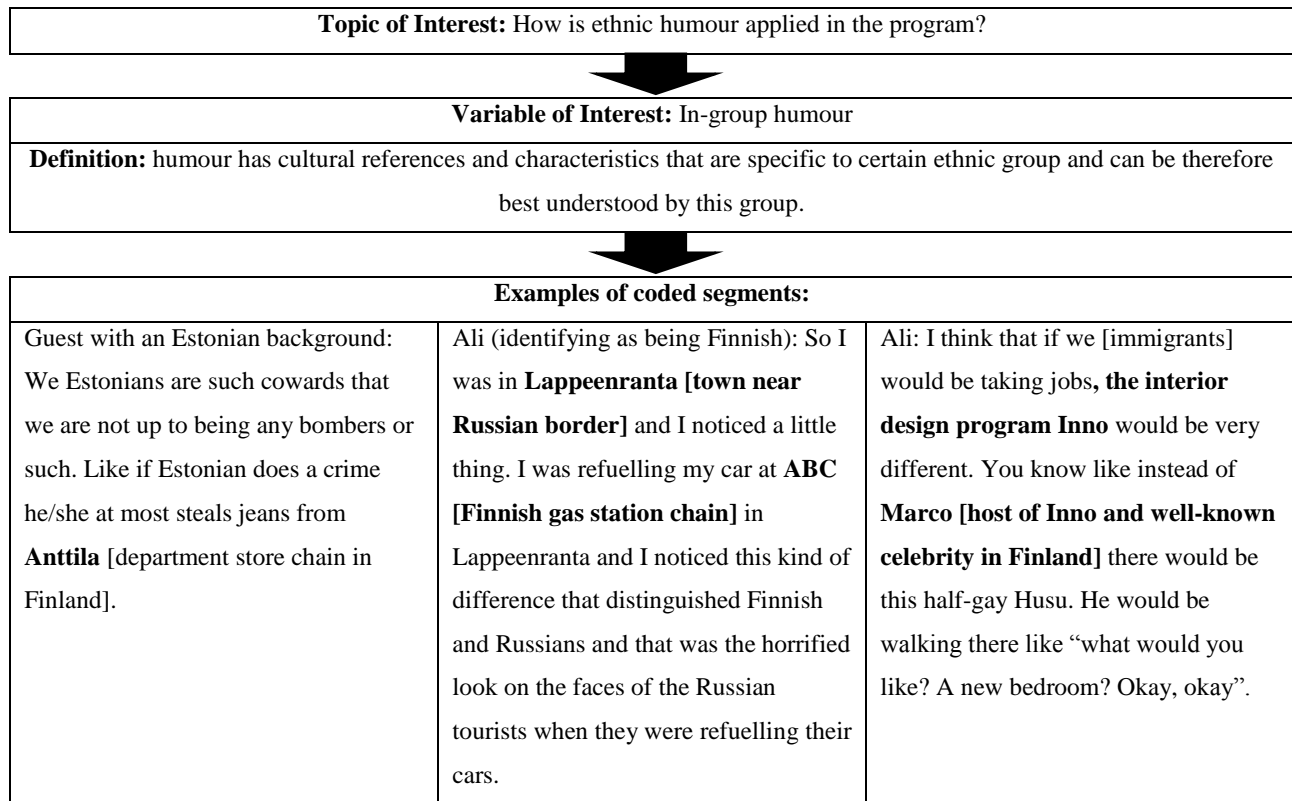 Topic of Interest: How is ethnic humour applied in the program?
Variable of Interest: In-group humour
Definition: humour has cultural references and characteristics that are specific to certain ethnic group and can be therefore
best understood by this group.
Examples of coded segments:
Guest with an Estonian background:
We Estonians are such cowards that
we are not up to being any bombers or
such. Like if Estonian does a crime
he/she at most steals jeans from
Anttila [department store chain in
Finland].
Ali (identifying as being Finnish): So I
was in Lappeenranta [town near
Russian border] and I noticed a little
thing. I was refuelling my car at ABC
[Finnish gas station chain] in
Lappeenranta and I noticed this kind of
difference that distinguished Finnish
and Russians and that was the horrified
look on the faces of the Russian
tourists when they were refuelling their
cars.
Ali: I think that if we [immigrants]
would be taking jobs, the interior
design program Inno would be very
different. You know like instead of
Marco [host of Inno and well-known
celebrity in Finland] there would be
this half-gay Husu. He would be
walking there like “what would you
like? A new bedroom? Okay, okay”.